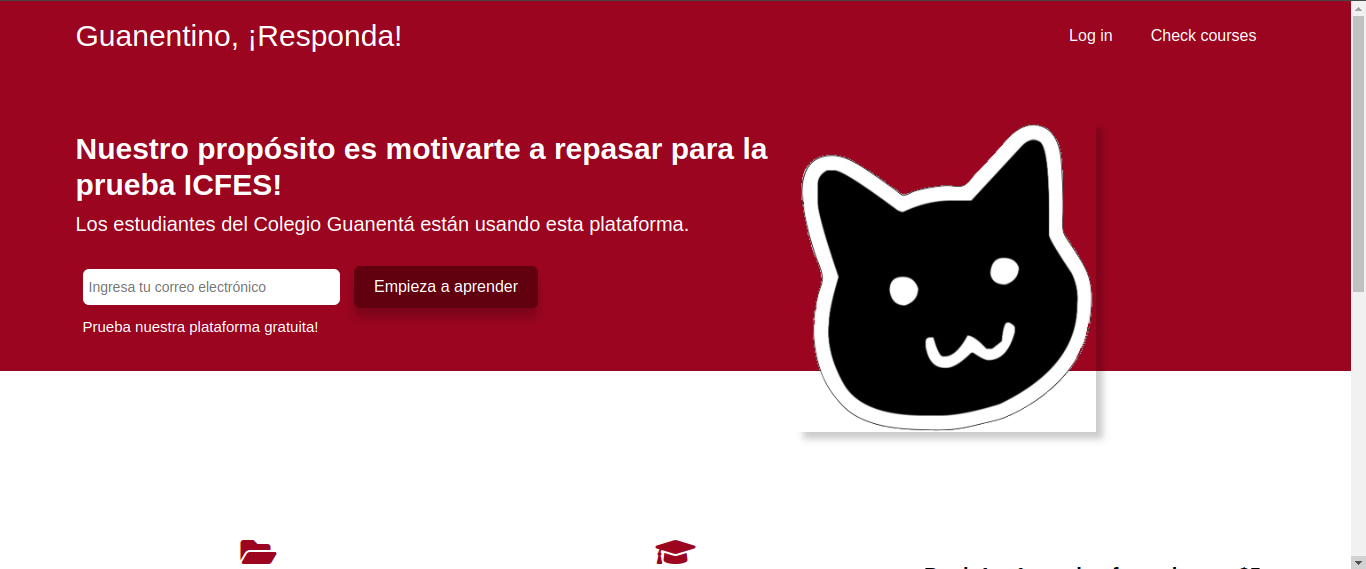 Guanentino, ¡Responda!
Log in
Check courses
Nuestro propósito es motivarte a repasar para la
prueba ICFES!
Los estudiantes del Colegio Guanentá están usando esta plataforma.
Ingresa tu correo electrónico
Empieza a aprender
Prueba nuestra plataforma gratuita!